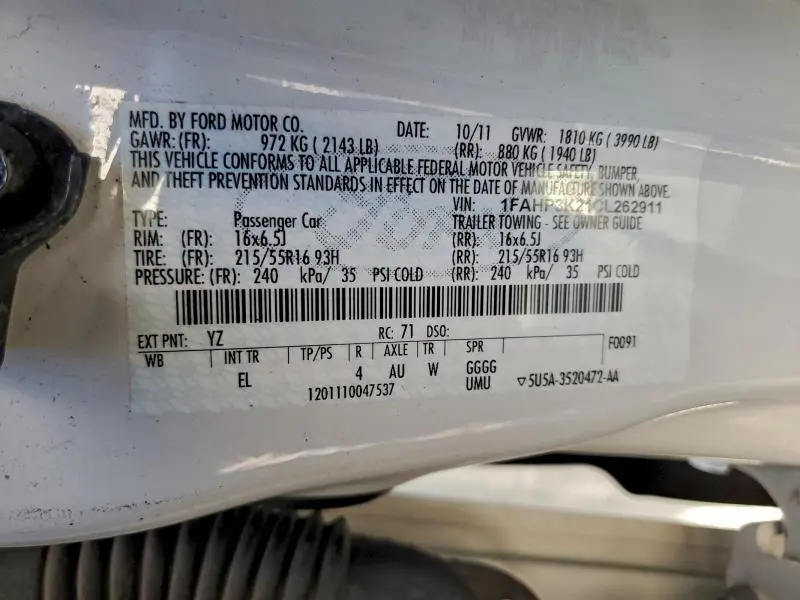 MFD. BY FORD MOTOR CO. DATE: 10/11 GVWR: 1810 KG ( 3990 LB)
GAWR: (FR): 972 KG ( 2143 LB) (RR): 880 KG ( 1940 LB)
THIS VEHICLE CONFORMS TO ALL APPLICABLE FEDERAL MOTOR VEHICLE SAFETY, BUMPER,
AND THEFT PREVENTION STANDARDS IN EFFECT ON THE DATE OF MANUFACTURE SHOWN ABOVE.
VIN: 1FAHP3K21CL262911
TYPE: Passenger Car TRAILER TOWING - SEE OWNER GUIDE
RIM: (FR): 16x6.5J (RR): 16x6.5J
TIRE: (FR): 215/55R16 93H (RR): 215/55R16 93H
PRESSURE: (FR): 240 kPa/ 35 PSI COLD (RR): 240 kPa/ 35 PSI COLD
EXT PNT: YZ RC: 71 DSO: F0091
WB INT TR TP/PS R AXLE TR SPR
EL 4 AU W GGGG
1201110047537 UMU ▽5U5A-3520472-AA